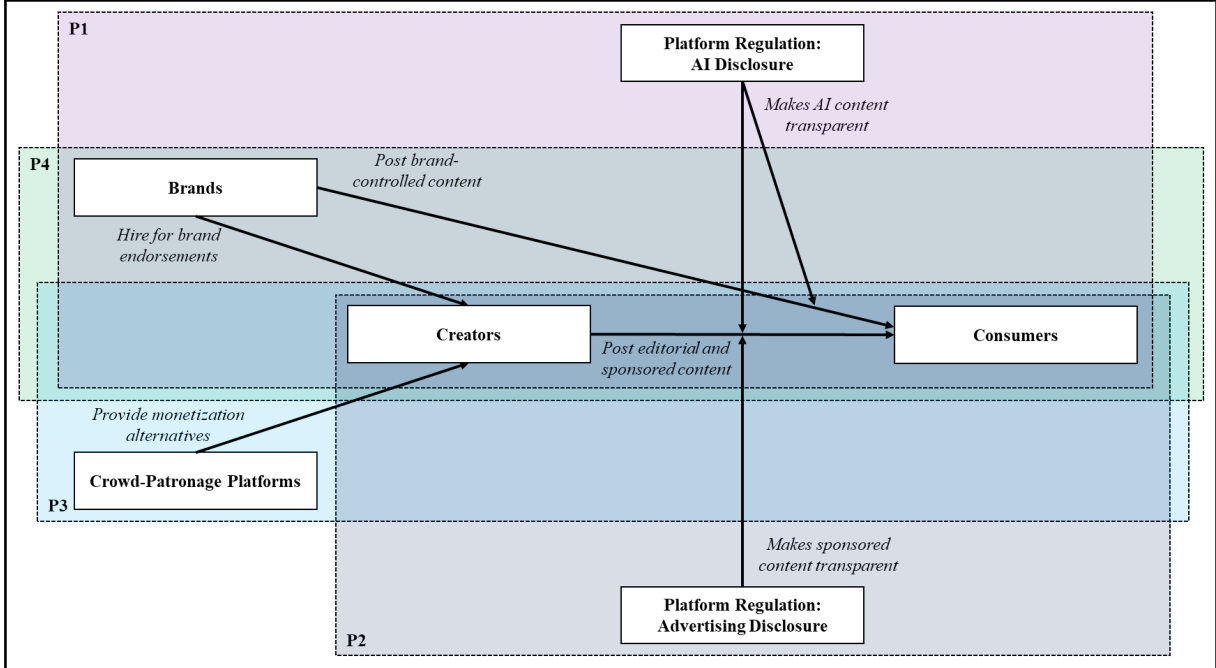 P1
Platform Regulation:
AI Disclosure
Makes AI content
transparent
P4
Brands
Post brand-
controlled content
Hire for brand
endorsements
Creators
Consumers
Post editorial and
sponsored content
Provide monetization
alternatives
Crowd-Patronage Platforms
P3
Makes sponsored
content transparent
Platform Regulation:
Advertising Disclosure
P2